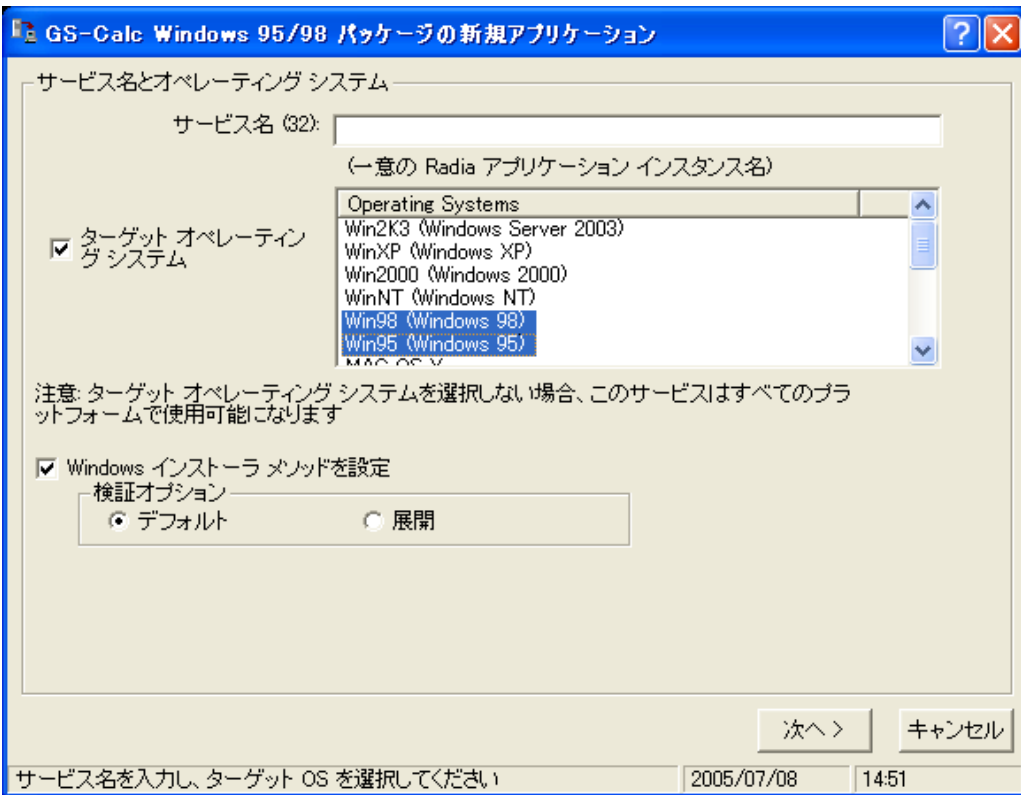 GS-Calc Windows 95/98 パッケージの新規アプリケーション
サービス名とオペレーティング システム
サービス名 (32):
(一意の Radia アプリケーション インスタンス名)
Operating Systems
Win2K3 (Windows Server 2003)
WinXP (Windows XP)
Win2000 (Windows 2000)
WinNT (Windows NT)
Win98 (Windows 98)
Win95 (Windows 95)
MAC OS X
ターゲット オペレーティン
グ システム
注意: ターゲット オペレーティング システムを選択しない場合、このサービスはすべてのプラ
ットフォームで使用可能になります
Windows インストーラ メソッドを設定
検証オプション
デフォルト
展開
次へ >
キャンセル
サービス名を入力し、ターゲット OS を選択してください
2005/07/08
14:51